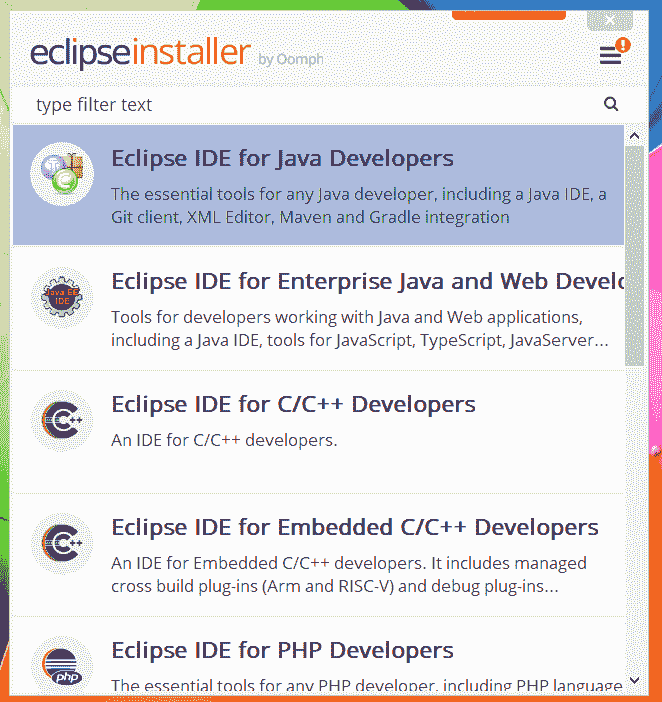 eclipseinstaller by Oomph
type filter text
Eclipse IDE for Java Developers
The essential tools for any Java developer, including a Java IDE, a
Git client, XML Editor, Maven and Gradle integration
Java EE
IDE
Eclipse IDE for Enterprise Java and Web Develo
Tools for developers working with Java and Web applications,
including a Java IDE, tools for JavaScript, TypeScript, JavaServer...
C++
Eclipse IDE for C/C++ Developers
An IDE for C/C++ developers.
C++
Eclipse IDE for Embedded C/C++ Developers
An IDE for Embedded C/C++ developers. It includes managed
cross build plug-ins (Arm and RISC-V) and debug plug-ins...
php
Eclipse IDE for PHP Developers
The essential tools for any PHP developer, including PHP language